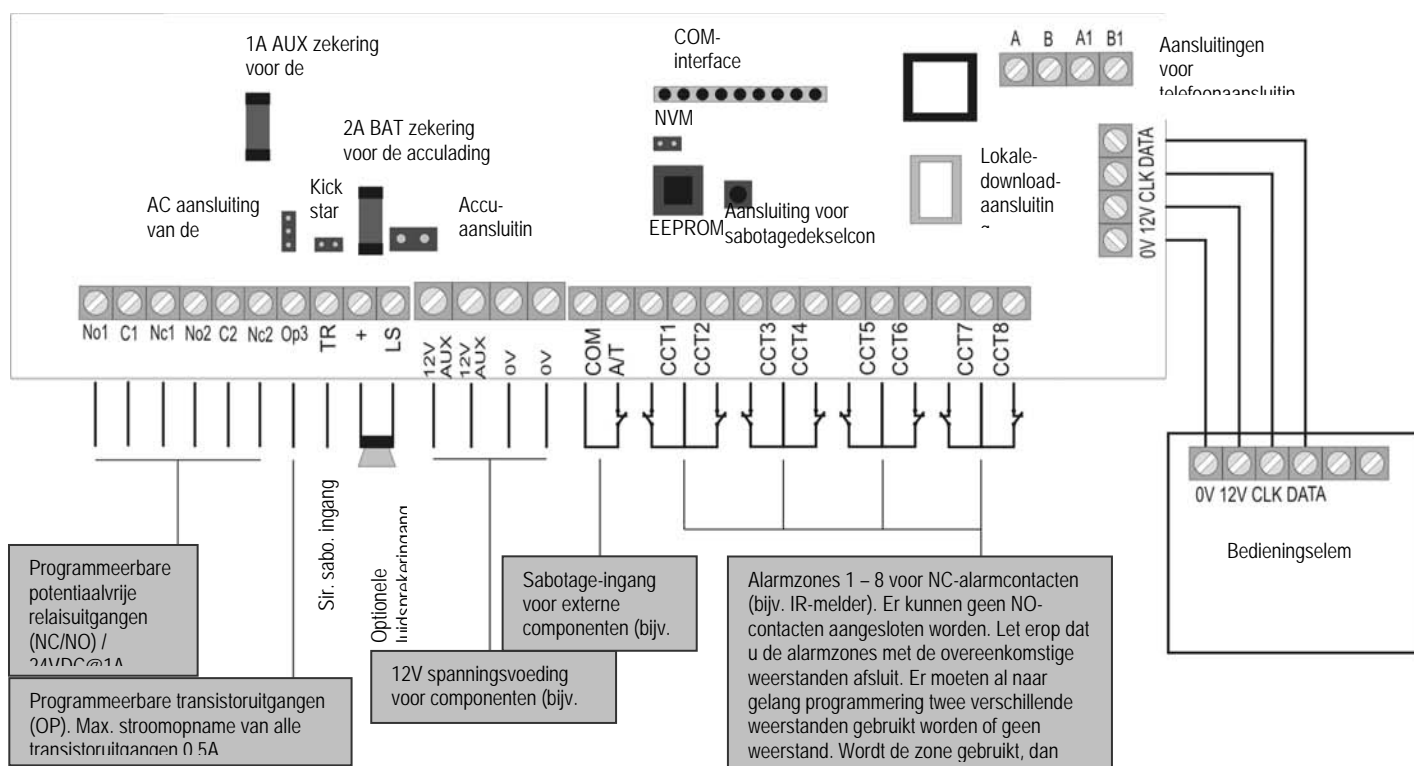 1A AUX zekering
voor de
COM-
interface
A B A1 B1
Aansluitingen
voor
telefoonaansluitin
2A BAT zekering
voor de acculading
NVM
Kick
star
AC aansluiting
van de
Accu-
aansluitin
EEPROM
Aansluiting voor
sabotagedekselcon
Lokale-
download-
aansluitin
0V 12V CLK DATA
No1 C1 Nc1 No2 C2 Nc2 Op3 TR + LS
12V AUX
12V AUX
0V
0V
COM
A/T
CCT1
CCT2
CCT3
CCT4
CCT5
CCT6
CCT7
CCT8
0V 12V CLK DATA
Bedieningselem
Sir. sabo. ingang
Optionele
luidsprekeringang
Programmeerbare
potentiaalvrije
relaisuitgangen
(NC/NO) /
24VDC@1A
Programmeerbare transistoruitgangen
(OP). Max. stroomopname van alle
transistoruitgangen 0,5A
12V spanningsvoeding
voor componenten (bijv.
Sabotage-ingang
voor externe
componenten (bijv.
Alarmzones 1 – 8 voor NC-alarmcontacten
(bijv. IR-melder). Er kunnen geen NO-
contacten aangesloten worden. Let erop dat
u de alarmzones met de overeenkomstige
weerstanden afsluit. Er moeten al naar
gelang programmering twee verschillende
weerstanden gebruikt worden of geen
weerstand. Wordt de zone gebruikt, dan